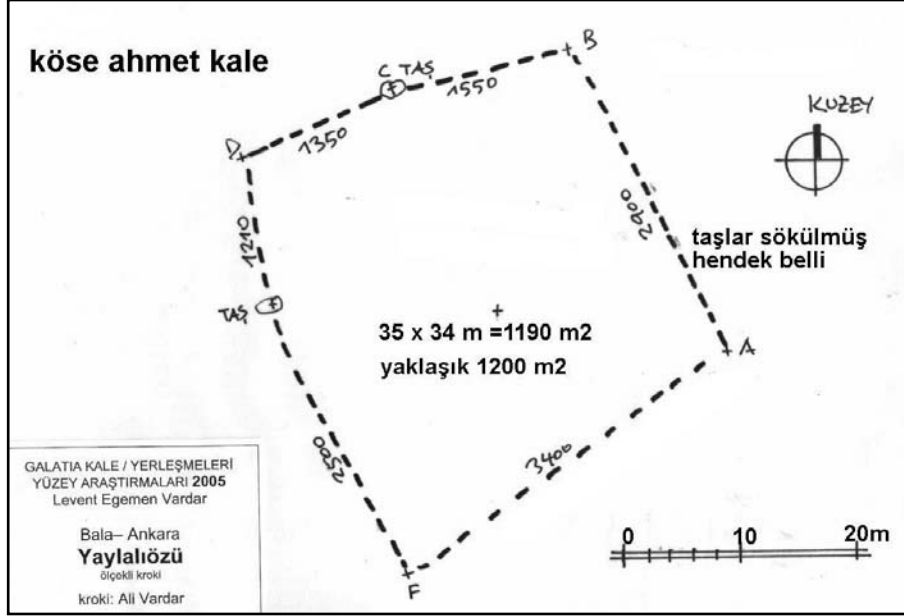 köse ahmet kale
B
C TAŞ
1550
KUZEY
1350
D
2900
1210
taşlar sökülmüş
hendek belli
TAŞ
35 x 34 m =1190 m2
yaklaşık 1200 m2
A
3400
2500
F
GALATIA KALE / YERLEŞMELERİ
YÜZEY ARAŞTIRMALARI 2005
Levent Egemen Vardar
Bala– Ankara
Yaylalıözü
ölçekli kroki
kroki: Ali Vardar
0 10 20m